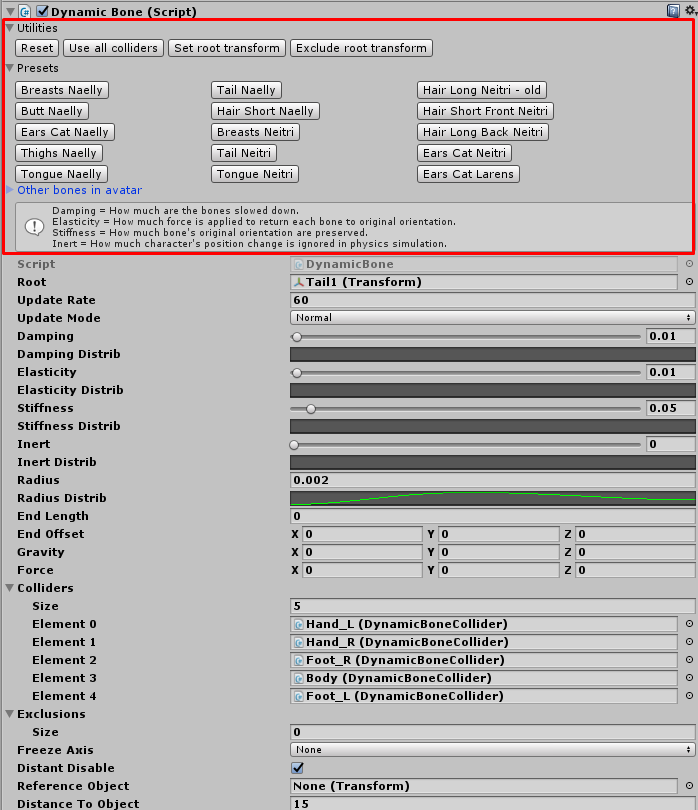 Dynamic Bone (Script)
Utilities
Reset Use all colliders Set root transform Exclude root transform
Presets
Breasts Naelly Tail Naelly Hair Long Neitri - old
Butt Naelly Hair Short Naelly Hair Short Front Neitri
Ears Cat Naelly Breasts Neitri Hair Long Back Neitri
Thighs Naelly Tail Neitri Ears Cat Neitri
Tongue Naelly Tongue Neitri Ears Cat Larens
Other bones in avatar
Damping = How much are the bones slowed down.
Elasticity = How much force is applied to return each bone to original orientation.
Stiffness = How much bone's original orientation are preserved.
Inert = How much character's position change is ignored in physics simulation.
Script DynamicBone
Root Tail1 (Transform)
Update Rate 60
Update Mode Normal
Damping 0.01
Damping Distrib
Elasticity 0.01
Elasticity Distrib
Stiffness 0.05
Stiffness Distrib
Inert 0
Inert Distrib
Radius 0.002
Radius Distrib
End Length 0
End Offset X 0 Y 0 Z 0
Gravity X 0 Y 0 Z 0
Force X 0 Y 0 Z 0
Colliders
Size 5
Element 0 Hand_L (DynamicBoneCollider)
Element 1 Hand_R (DynamicBoneCollider)
Element 2 Foot_R (DynamicBoneCollider)
Element 3 Body (DynamicBoneCollider)
Element 4 Foot_L (DynamicBoneCollider)
Exclusions
Size 0
Freeze Axis None
Distant Disable
Reference Object None (Transform)
Distance To Object 15